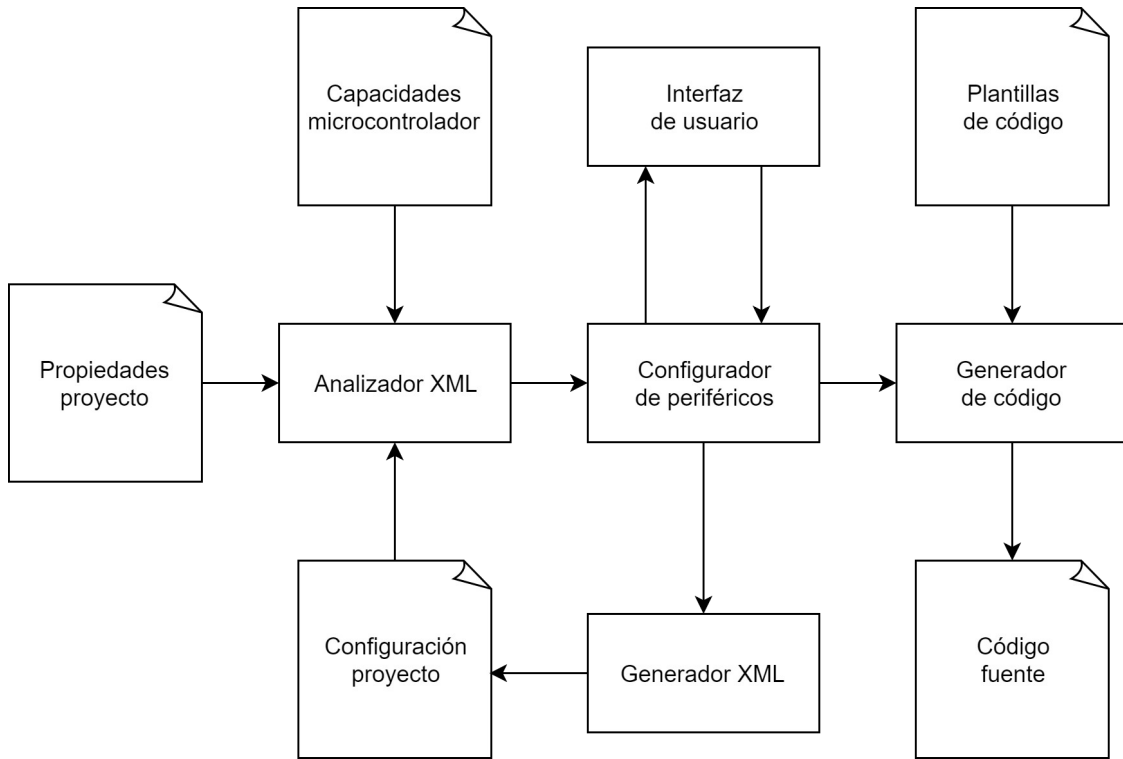 Capacidades
microcontrolador
Interfaz
de usuario
Plantillas
de código
Propiedades
proyecto
Analizador XML
Configurador
de periféricos
Generador
de código
Configuración
proyecto
Generador XML
Código
fuente